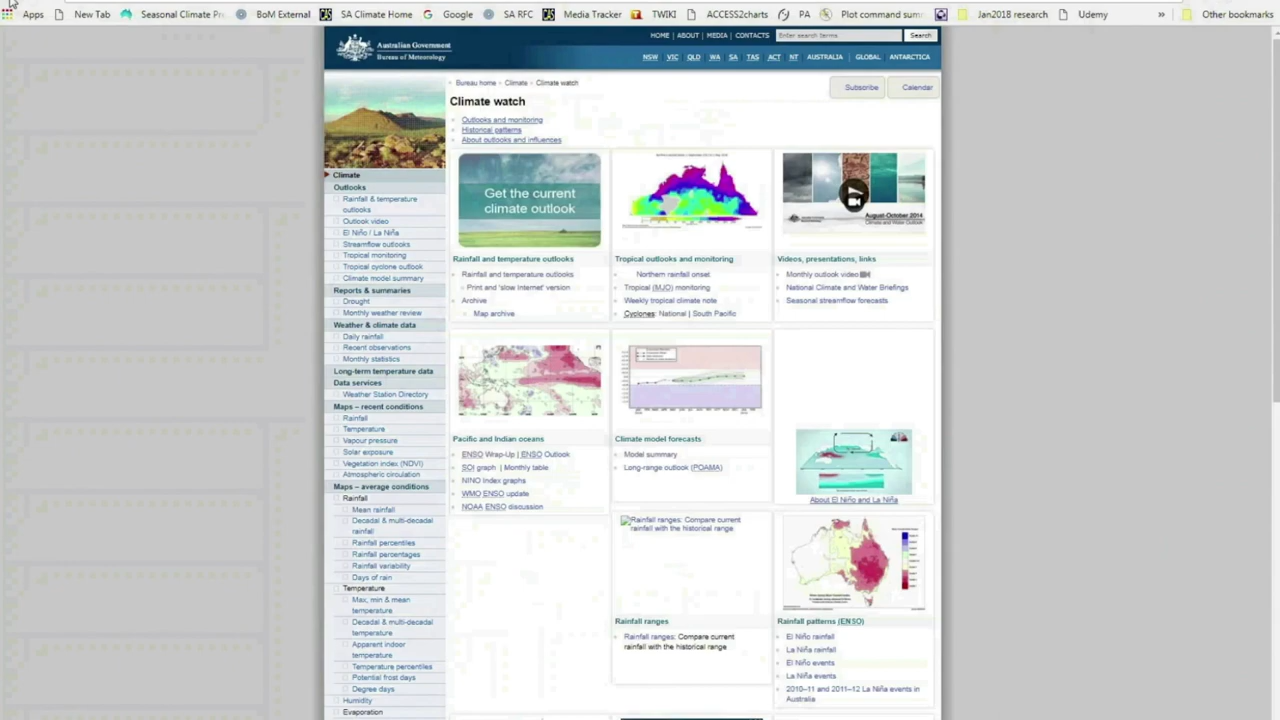 Apps
New Tab
Seasonal Climate Pr
BoM External
SA Climate Home
Google
SA RFC
Media Tracker
TWIKI
ACCESS2charts
PA
Plot command sum
Jan2018 research
Udemy
»
Other bookmarks
Australian Government
Bureau of Meteorology
HOME | ABOUT | MEDIA | CONTACTS
Enter search terms
Search
NSW VIC QLD WA SA TAS ACT NT AUSTRALIA GLOBAL ANTARCTICA
Bureau home Climate Climate watch
Subscribe
Calendar
Climate watch
Outlooks and monitoring
Historical patterns
About outlooks and influences
Climate
Outlooks
Rainfall & temperature
outlooks
Outlook video
El Niño / La Niña
Streamflow outlooks
Tropical monitoring
Tropical cyclone outlook
Climate model summary
Reports & summaries
Drought
Monthly weather review
Weather & climate data
Daily rainfall
Recent observations
Monthly statistics
Long-term temperature data
Data services
Weather Station Directory
Maps – recent conditions
Rainfall
Temperature
Vapour pressure
Solar exposure
Vegetation index (NDVI)
Atmospheric circulation
Maps – average conditions
Rainfall
Mean rainfall
Decadal & multi-decadal
rainfall
Rainfall percentiles
Rainfall percentages
Rainfall variability
Days of rain
Temperature
Max, min & mean
temperature
Decadal & multi-decadal
temperature
Apparent indoor
temperature
Temperature percentiles
Potential frost days
Degree days
Humidity
Evaporation
Get the current
climate outlook
Rainfall and temperature outlooks
Rainfall and temperature outlooks
Print and 'slow Internet' version
Archive
Map archive
Tropical outlooks and monitoring
Northern rainfall onset
Tropical (MJO) monitoring
Weekly tropical climate note
Cyclones: National | South Pacific
August-October 2014
Climate and Water Outlook
Videos, presentations, links
Monthly outlook video
National Climate and Water Briefings
Seasonal streamflow forecasts
Pacific and Indian oceans
ENSO Wrap-Up | ENSO Outlook
SOI graph | Monthly table
NINO Index graphs
WMO ENSO update
NOAA ENSO discussion
Climate model forecasts
Model summary
Long-range outlook (POAMA)
About El Niño and La Niña
Rainfall ranges: Compare current
rainfall with the historical range
Rainfall ranges
Rainfall ranges: Compare current
rainfall with the historical range
Rainfall patterns (ENSO)
El Niño rainfall
La Niña rainfall
El Niño events
La Niña events
2010–11 and 2011–12 La Niña events in
Australia